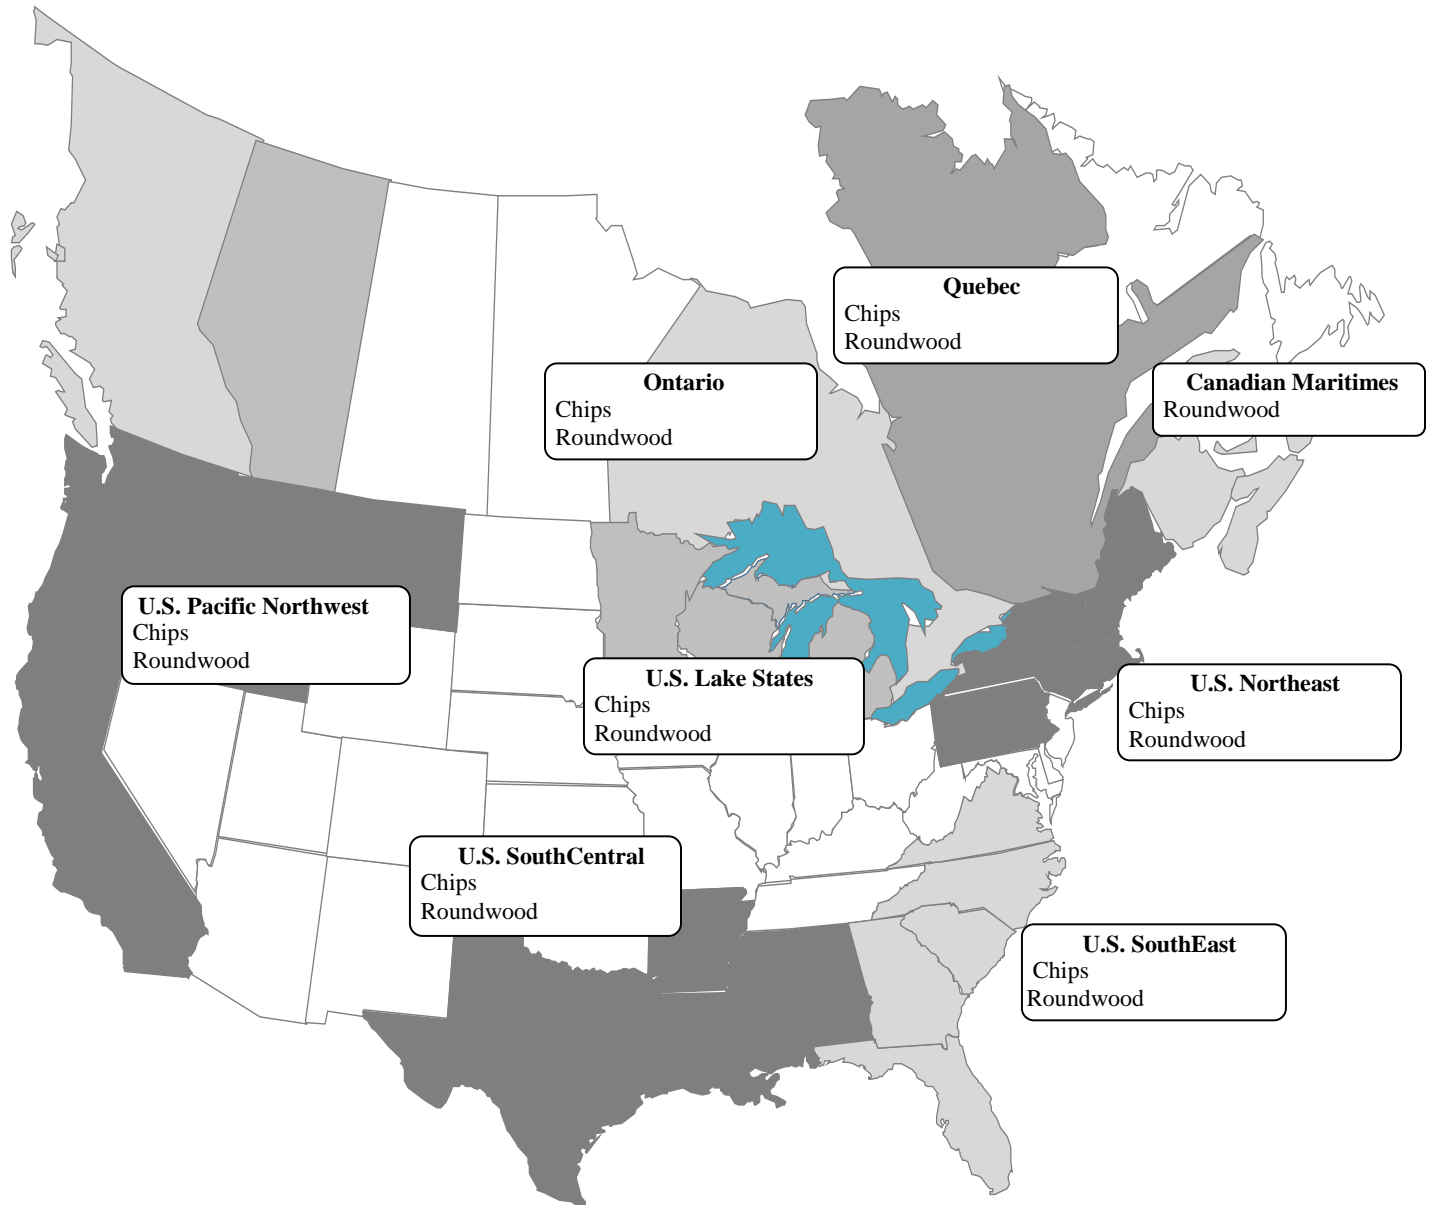 Quebec
Chips
Roundwood
Ontario
Chips
Roundwood
Canadian Maritimes
Roundwood
U.S. Pacific Northwest
Chips
Roundwood
U.S. Lake States
Chips
Roundwood
U.S. Northeast
Chips
Roundwood
U.S. SouthCentral
Chips
Roundwood
U.S. SouthEast
Chips
Roundwood